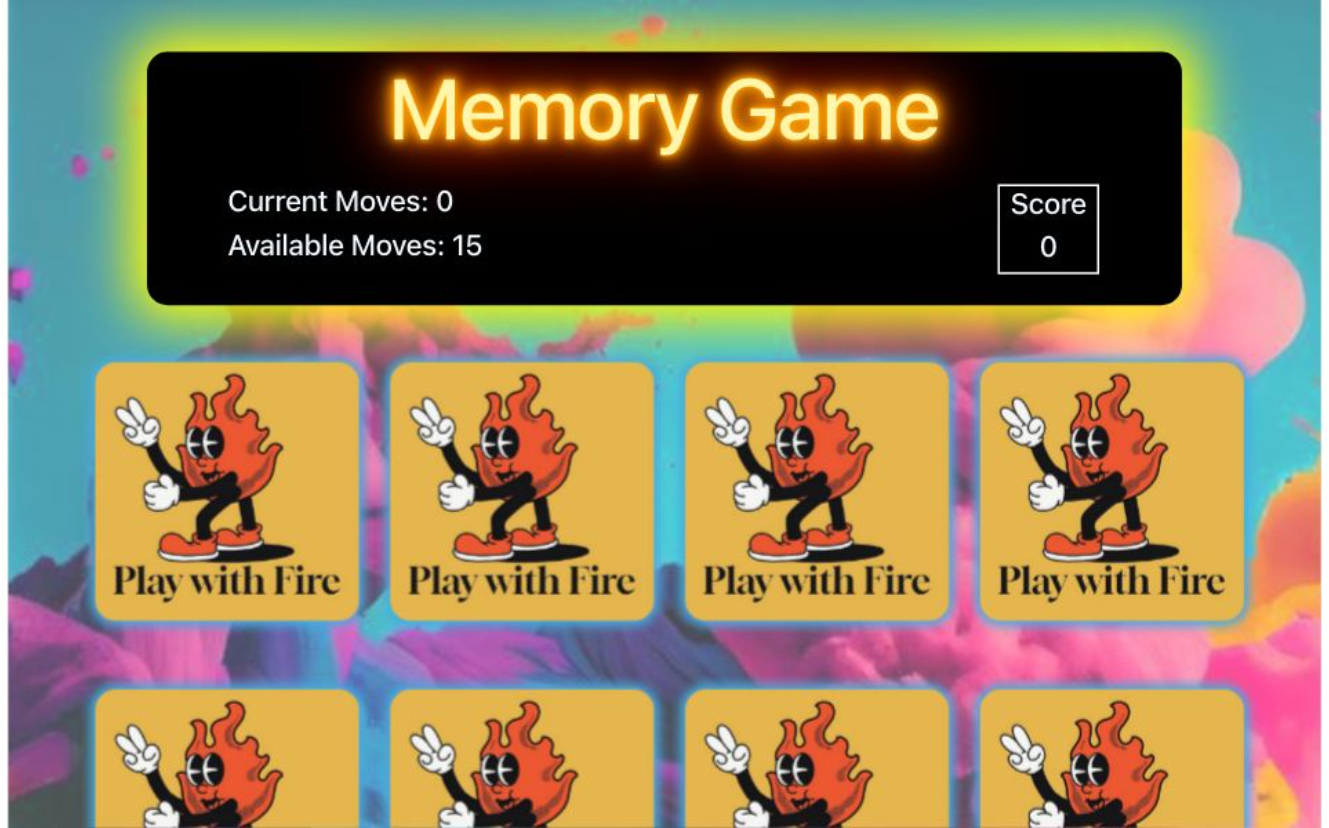 Memory Game
Current Moves: 0
Available Moves: 15
Score
0
Play with Fire
Play with Fire
Play with Fire
Play with Fire